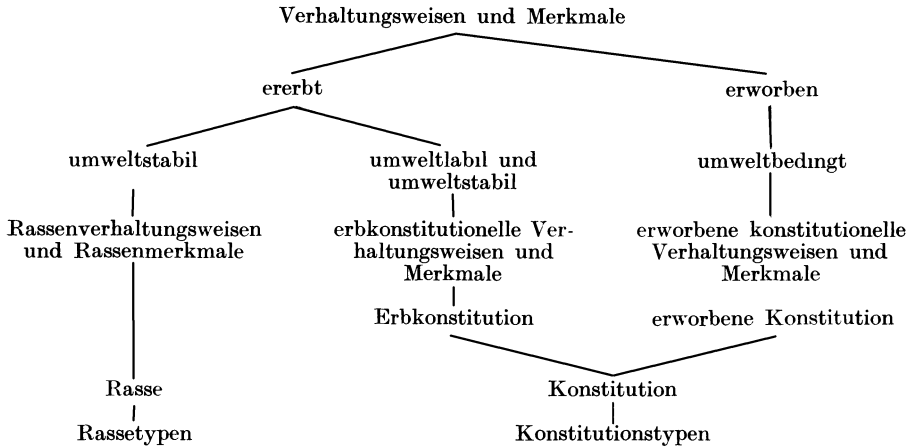 Verhaltungsweisen und Merkmale
ererbt
erworben
umweltstabil
umweltlabil und
umweltstabil
umweltbedingt
Rassenverhaltungsweisen
und Rassenmerkmale
erbkonstitutionelle Ver-
haltungsweisen und
Merkmale
erworbene konstitutionelle
Verhaltungsweisen und
Merkmale
Erbkonstitution
erworbene Konstitution
Rasse
Konstitution
Rassetypen
Konstitutionstypen